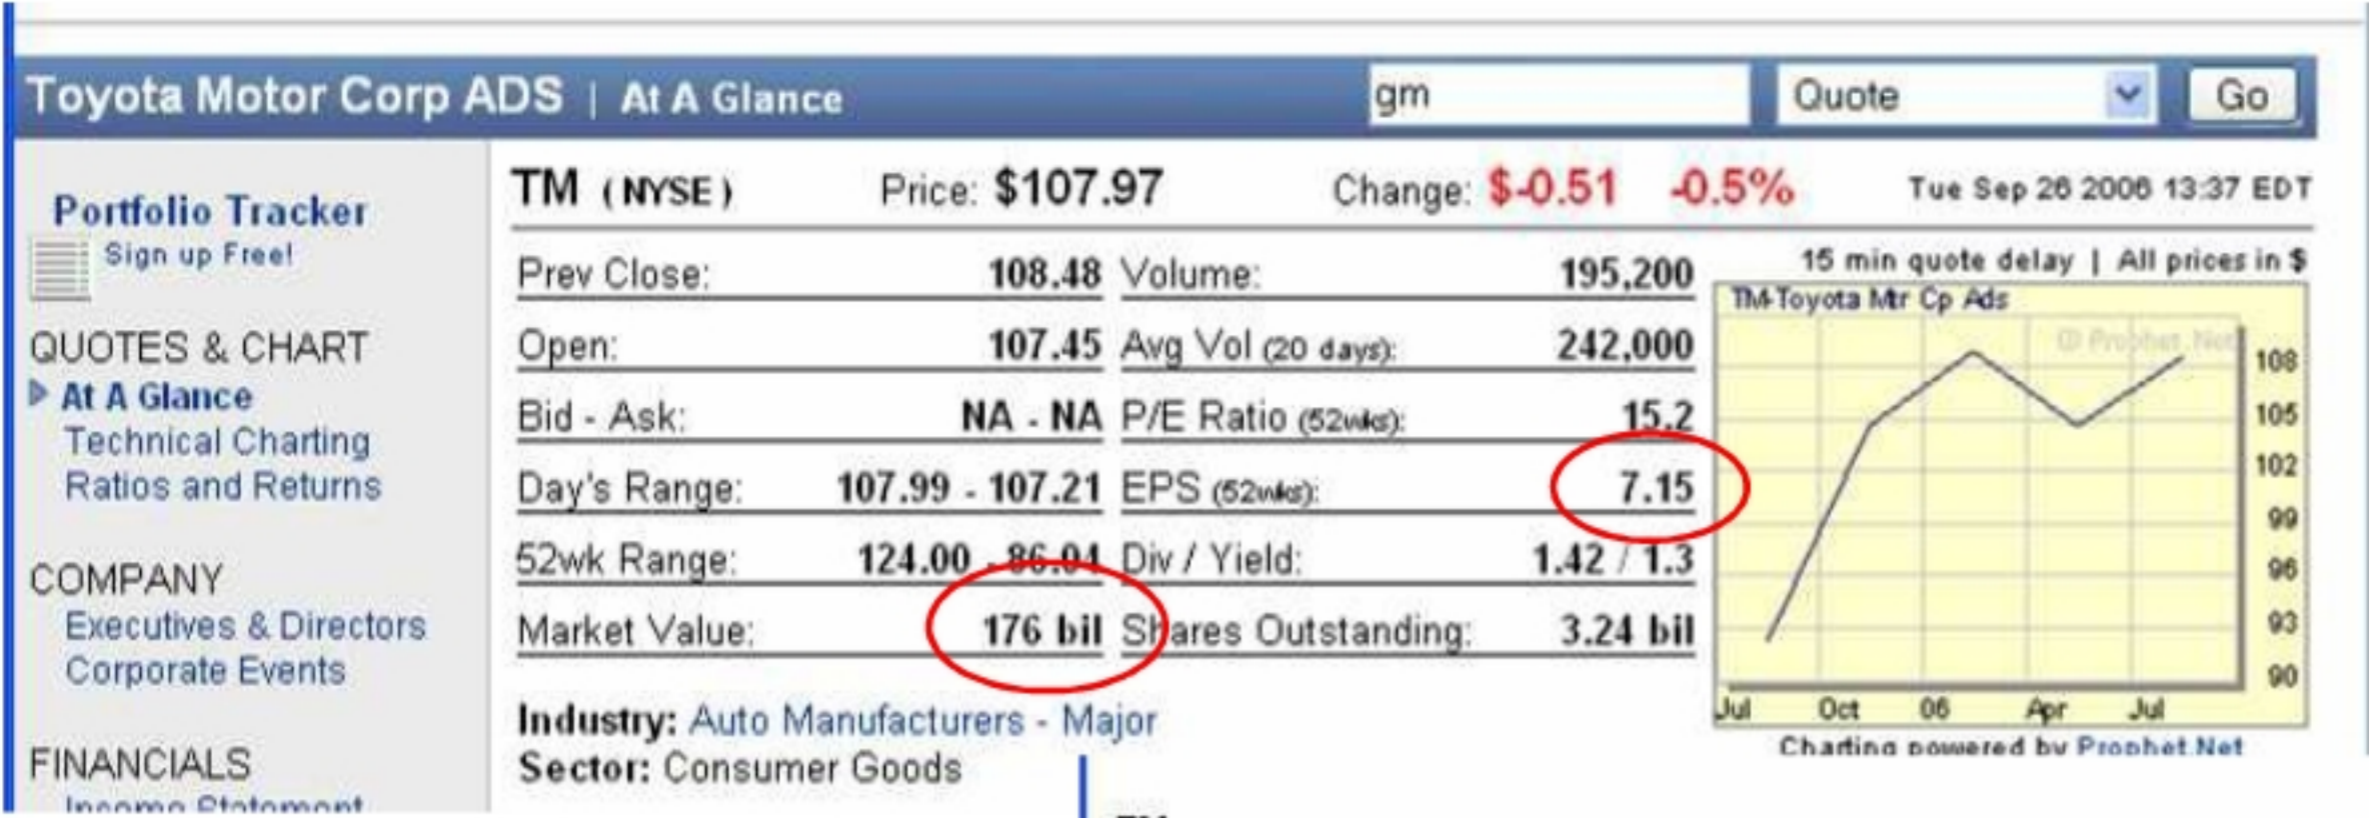 Toyota Motor Corp ADS | At A Glance gm Quote Go
Portfolio Tracker
Sign up Free!
QUOTES & CHART
At A Glance
Technical Charting
Ratios and Returns
COMPANY
Executives & Directors
Corporate Events
FINANCIALS
Income Statement
TM (NYSE) Price: $107.97 Change: $-0.51 -0.5% Tue Sep 26 2006 13:37 EDT
Prev Close: 108.48 Volume: 195,200
Open: 107.45 Avg Vol (20 days): 242,000
Bid - Ask: NA - NA P/E Ratio (52wks): 15.2
Day's Range: 107.99 - 107.21 EPS (52wks): 7.15
52wk Range: 124.00 - 86.04 Div / Yield: 1.42 / 1.3
Market Value: 176 bil Shares Outstanding: 3.24 bil
Industry: Auto Manufacturers - Major
Sector: Consumer Goods
15 min quote delay | All prices in $
TM-Toyota Mtr Cp Ads
© Prophet.Net
108
105
102
99
96
93
90
Jul Oct 06 Apr Jul
Charting powered by Prophet.Net